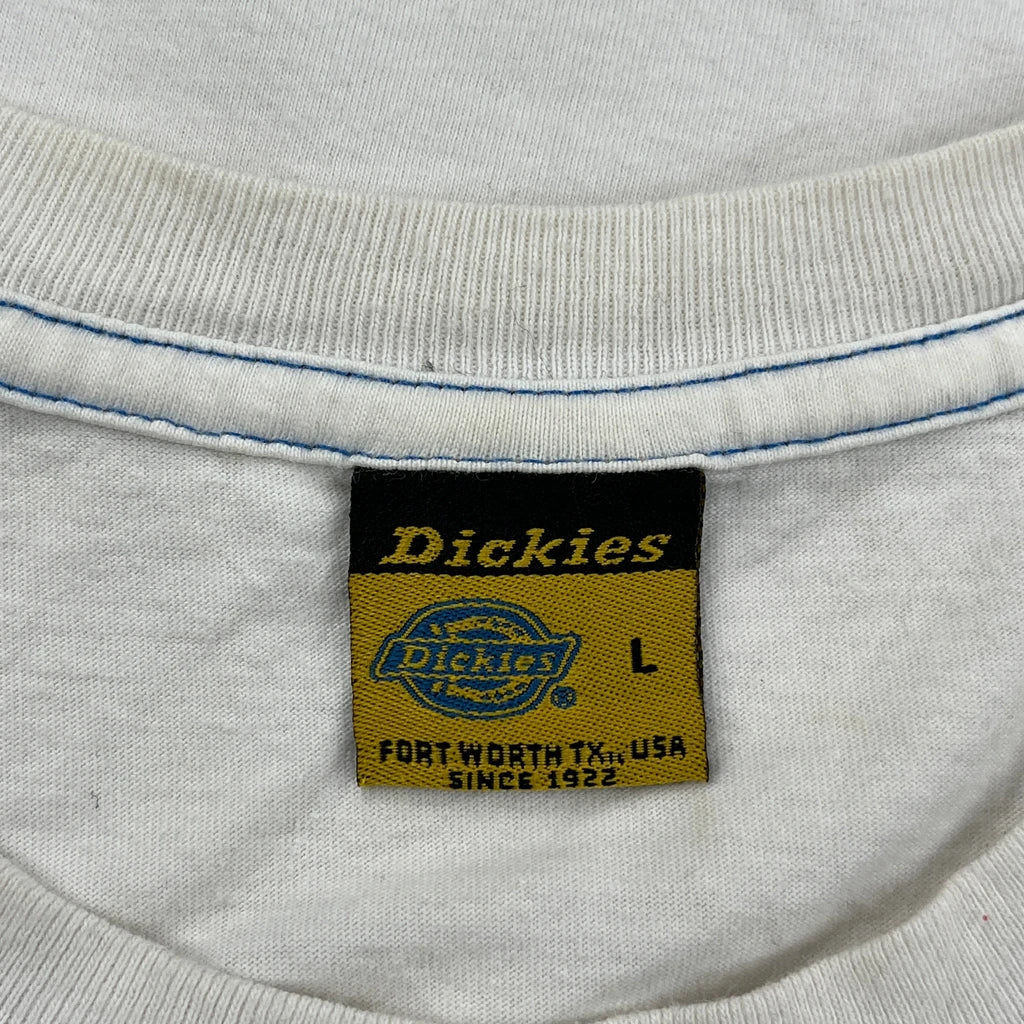 Dickies
Dickies ®
L
FORT WORTH TX., USA
SINCE 1922